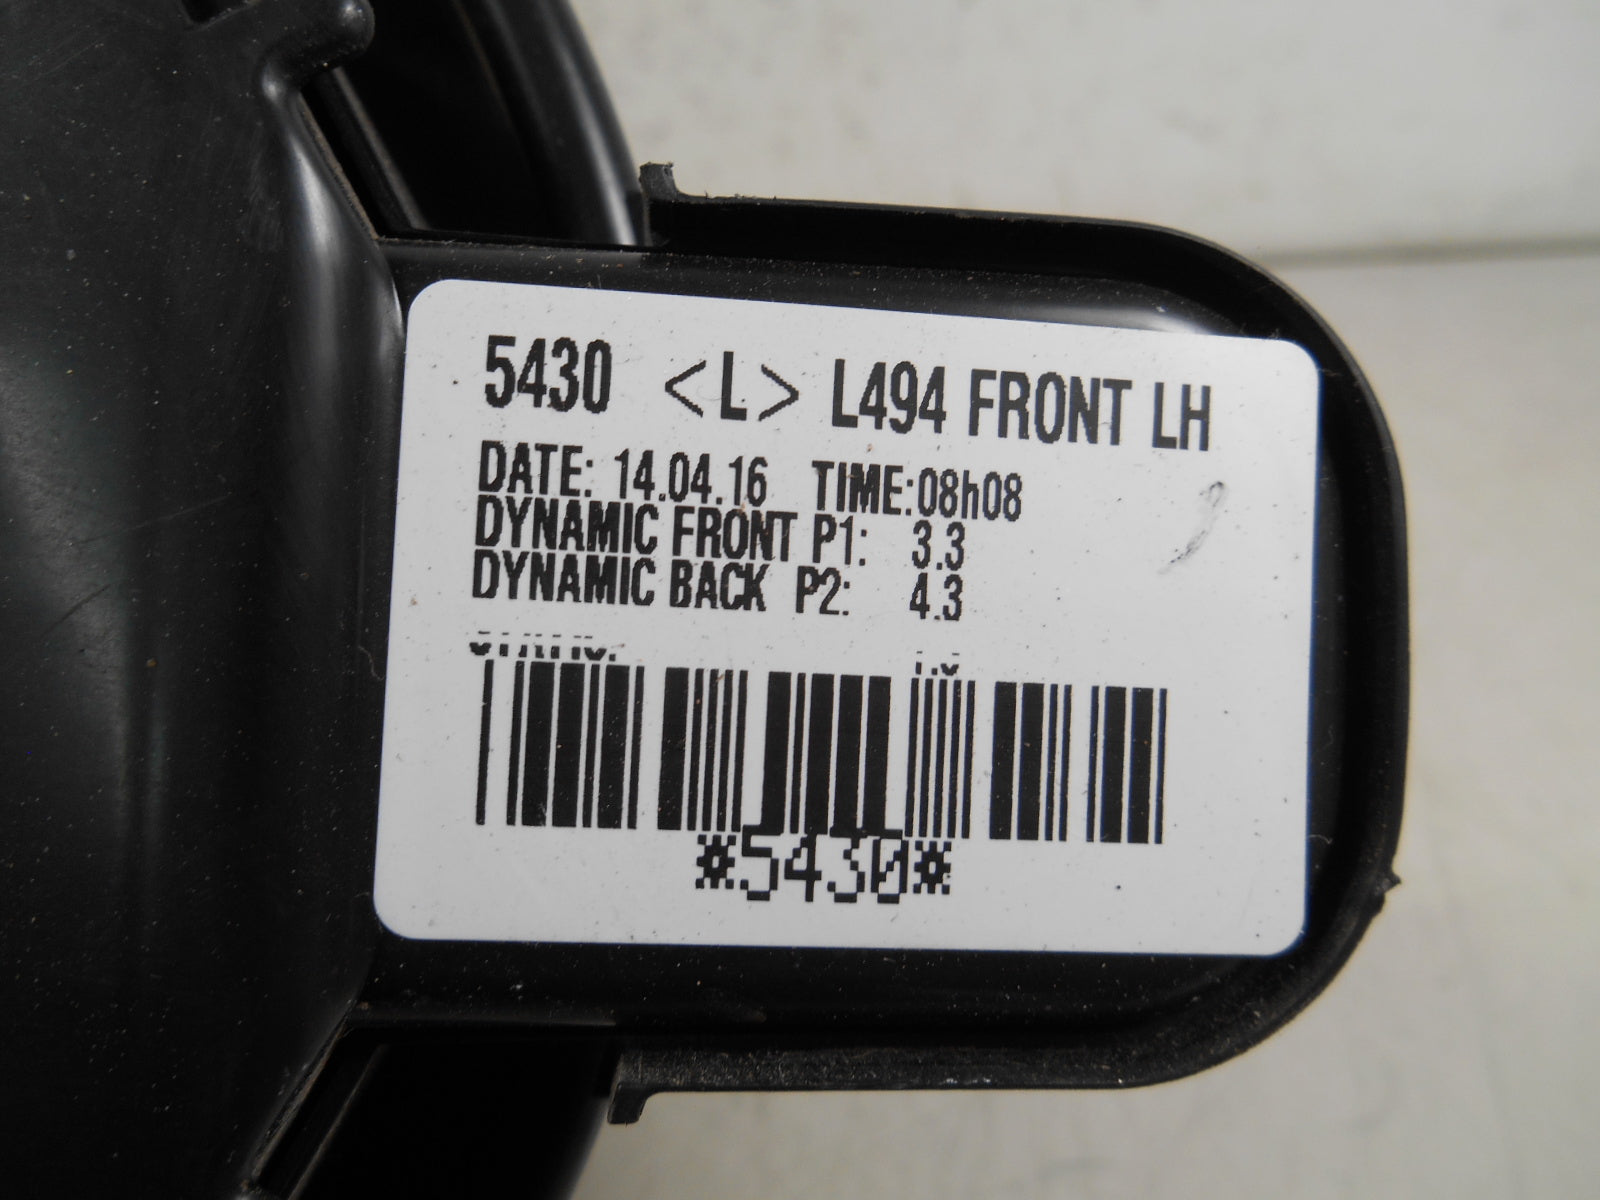 5430 <L> L494 FRONT LH
DATE: 14.04.16 TIME:08h08
DYNAMIC FRONT P1: 3.3
DYNAMIC BACK P2: 4.3
*5430*